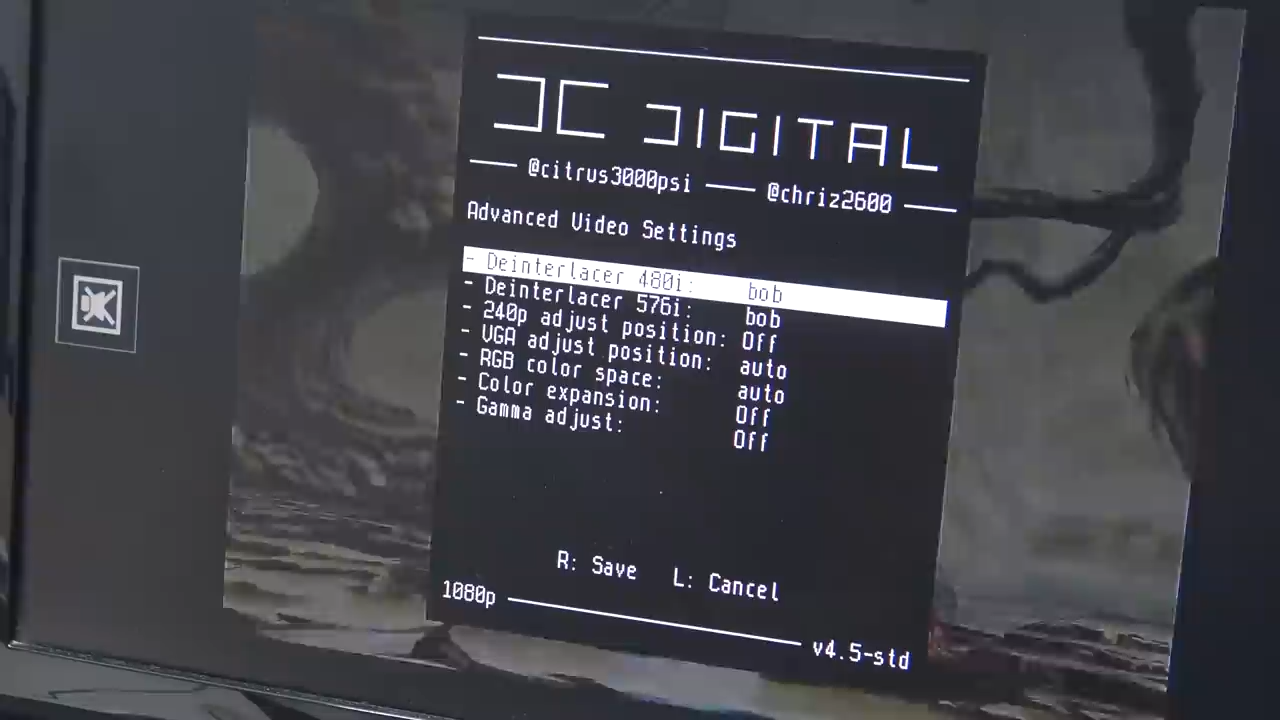 DC DIGITAL
@citrus3000psi @chriz2600
Advanced Video Settings
- Deinterlacer 480i: bob
- Deinterlacer 576i: bob
- 240p adjust position: Off
- VGA adjust position: auto
- RGB color space: auto
- Color expansion: Off
- Gamma adjust: Off
R: Save L: Cancel
1080p v4.5-std